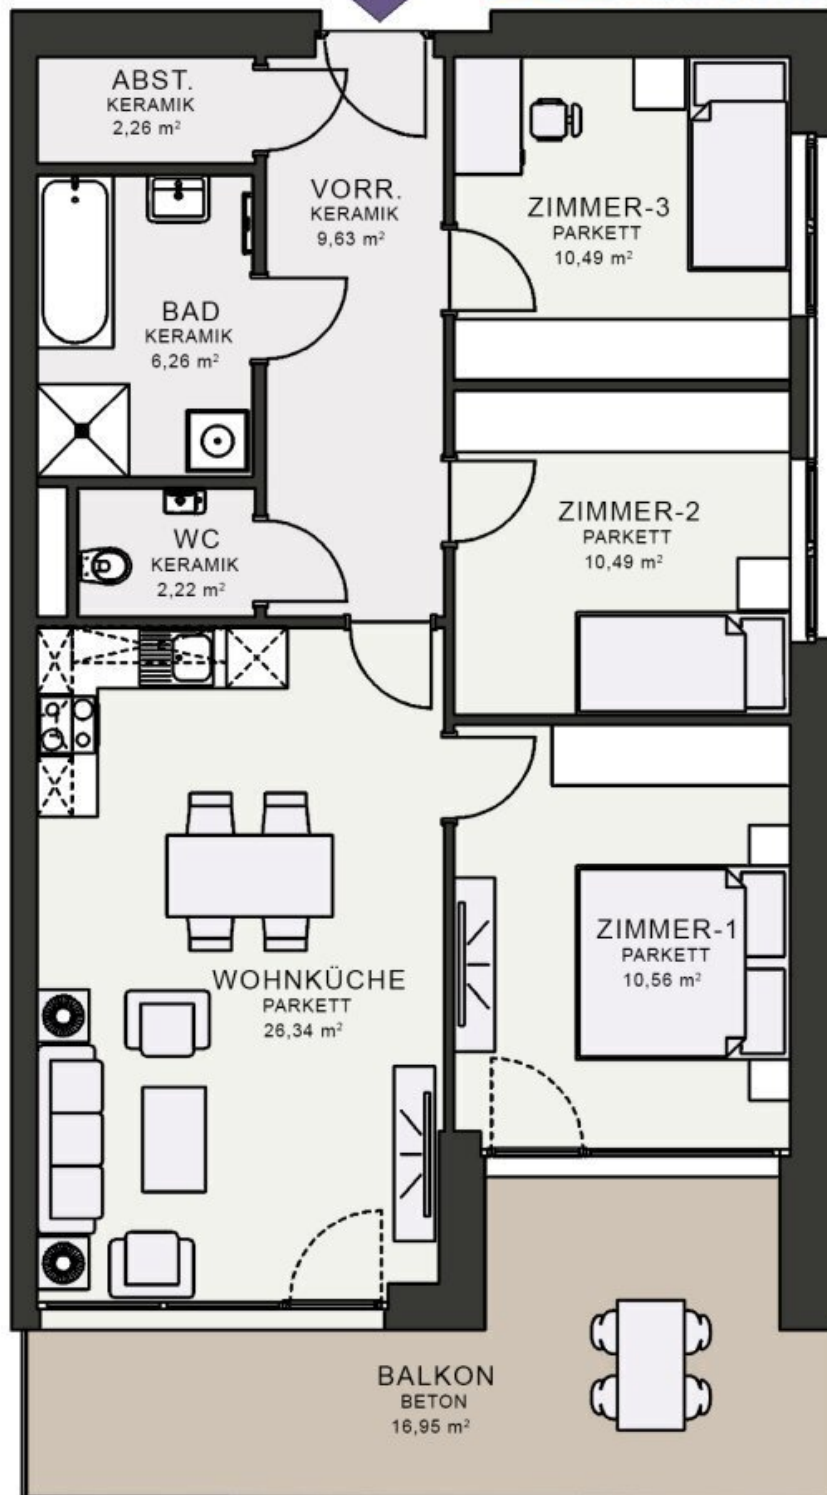 ABST.
KERAMIK
2,26 m²
VORR.
KERAMIK
9,63 m²
ZIMMER-3
PARKETT
10,49 m²
BAD
KERAMIK
6,26 m²
ZIMMER-2
PARKETT
10,49 m²
WC
KERAMIK
2,22 m²
ZIMMER-1
PARKETT
10,56 m²
WOHNKÜCHE
PARKETT
26,34 m²
BALKON
BETON
16,95 m²